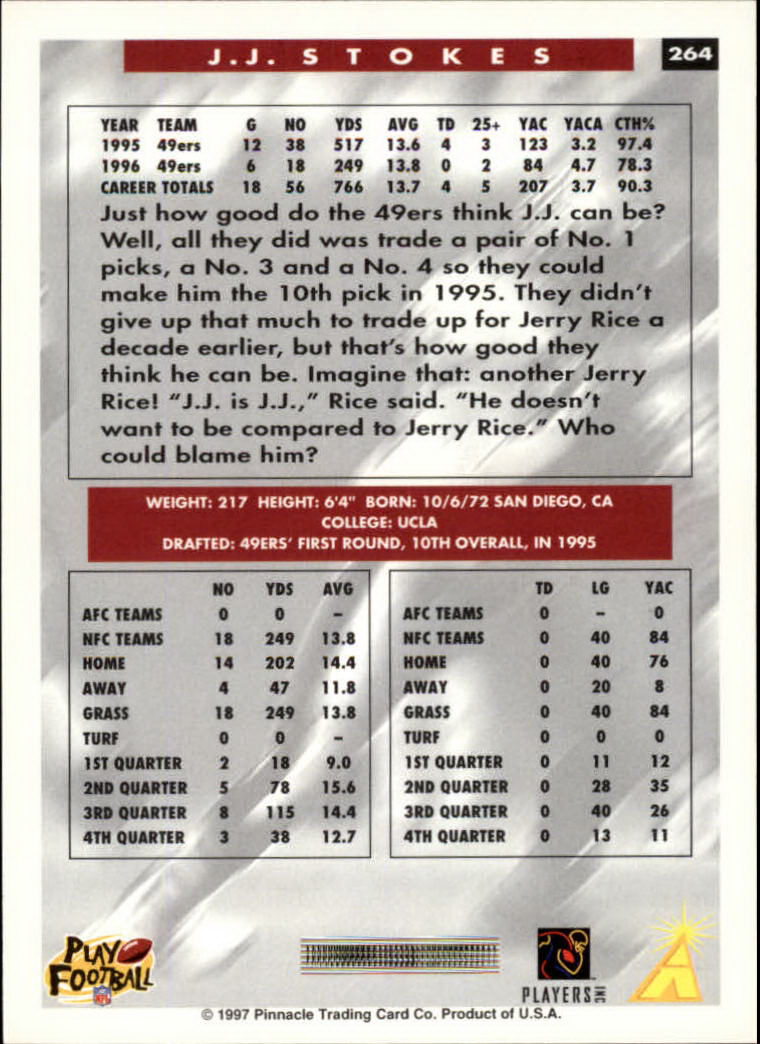 J.J. STOKES 264
YEAR TEAM G NO YDS AVG TD 25+ YAC YACA CTH%
1995 49ers 12 38 517 13.6 4 3 123 3.2 97.4
1996 49ers 6 18 249 13.8 0 2 84 4.7 78.3
CAREER TOTALS 18 56 766 13.7 4 5 207 3.7 90.3
Just how good do the 49ers think J.J. can be?
Well, all they did was trade a pair of No. 1
picks, a No. 3 and a No. 4 so they could
make him the 10th pick in 1995. They didn't
give up that much to trade up for Jerry Rice a
decade earlier, but that's how good they
think he can be. Imagine that: another Jerry
Rice! "J.J. is J.J.," Rice said. "He doesn't
want to be compared to Jerry Rice." Who
could blame him?
WEIGHT: 217 HEIGHT: 6'4" BORN: 10/6/72 SAN DIEGO, CA
COLLEGE: UCLA
DRAFTED: 49ERS' FIRST ROUND, 10TH OVERALL, IN 1995
NO YDS AVG
AFC TEAMS 0 0 –
NFC TEAMS 18 249 13.8
HOME 14 202 14.4
AWAY 4 47 11.8
GRASS 18 249 13.8
TURF 0 0 –
1ST QUARTER 2 18 9.0
2ND QUARTER 5 78 15.6
3RD QUARTER 8 115 14.4
4TH QUARTER 3 38 12.7
TD LG YAC
AFC TEAMS 0 – 0
NFC TEAMS 0 40 84
HOME 0 40 76
AWAY 0 20 8
GRASS 0 40 84
TURF 0 0 0
1ST QUARTER 0 11 12
2ND QUARTER 0 28 35
3RD QUARTER 0 40 26
4TH QUARTER 0 13 11
PLAY
FOOTBALL
NFL
PLAYERS INC
© 1997 Pinnacle Trading Card Co. Product of U.S.A.